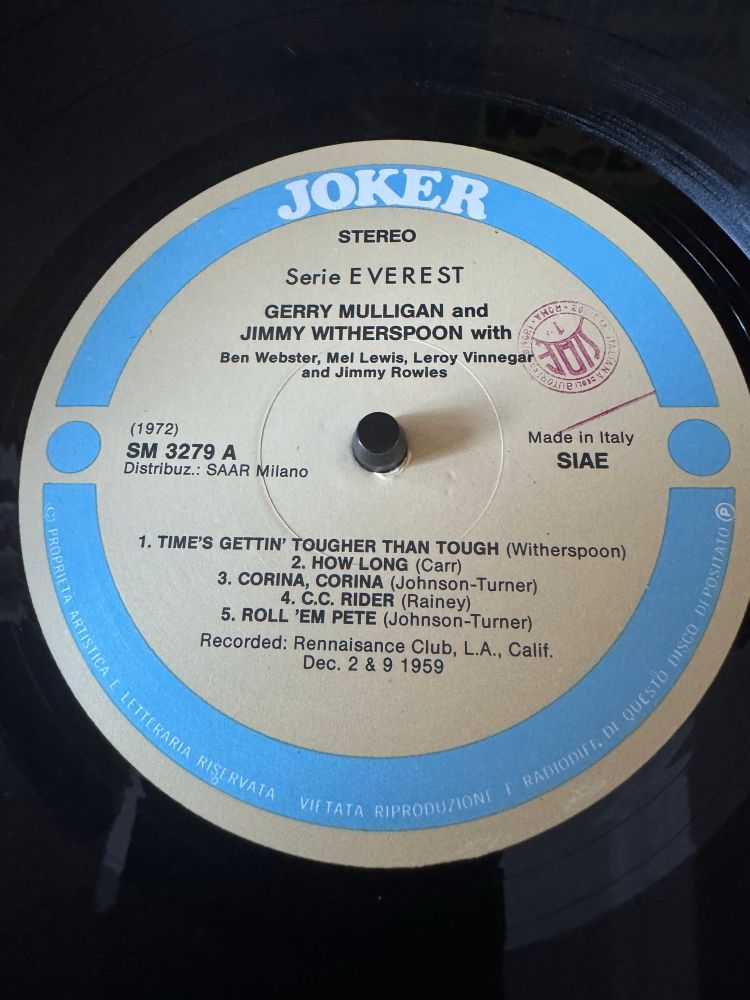 JOKER
STEREO
Serie EVEREST
GERRY MULLIGAN and
JIMMY WITHERSPOON with
Ben Webster, Mel Lewis, Leroy Vinnegar
and Jimmy Rowles
(1972)
SM 3279 A
Distribuz.: SAAR Milano
Made in Italy
SIAE
1. TIME'S GETTIN' TOUGHER THAN TOUGH (Witherspoon)
2. HOW LONG (Carr)
3. CORINA, CORINA (Johnson-Turner)
4. C.C. RIDER (Rainey)
5. ROLL 'EM PETE (Johnson-Turner)
Recorded: Rennaisance Club, L.A., Calif.
Dec. 2 & 9 1959
© PROPRIETA ARTISTICA E LETTERARIA RISERVATA VIETATA RIPRODUZIONE E RADIODIFF. DI QUESTO DISCO DEPOSITATO ℗